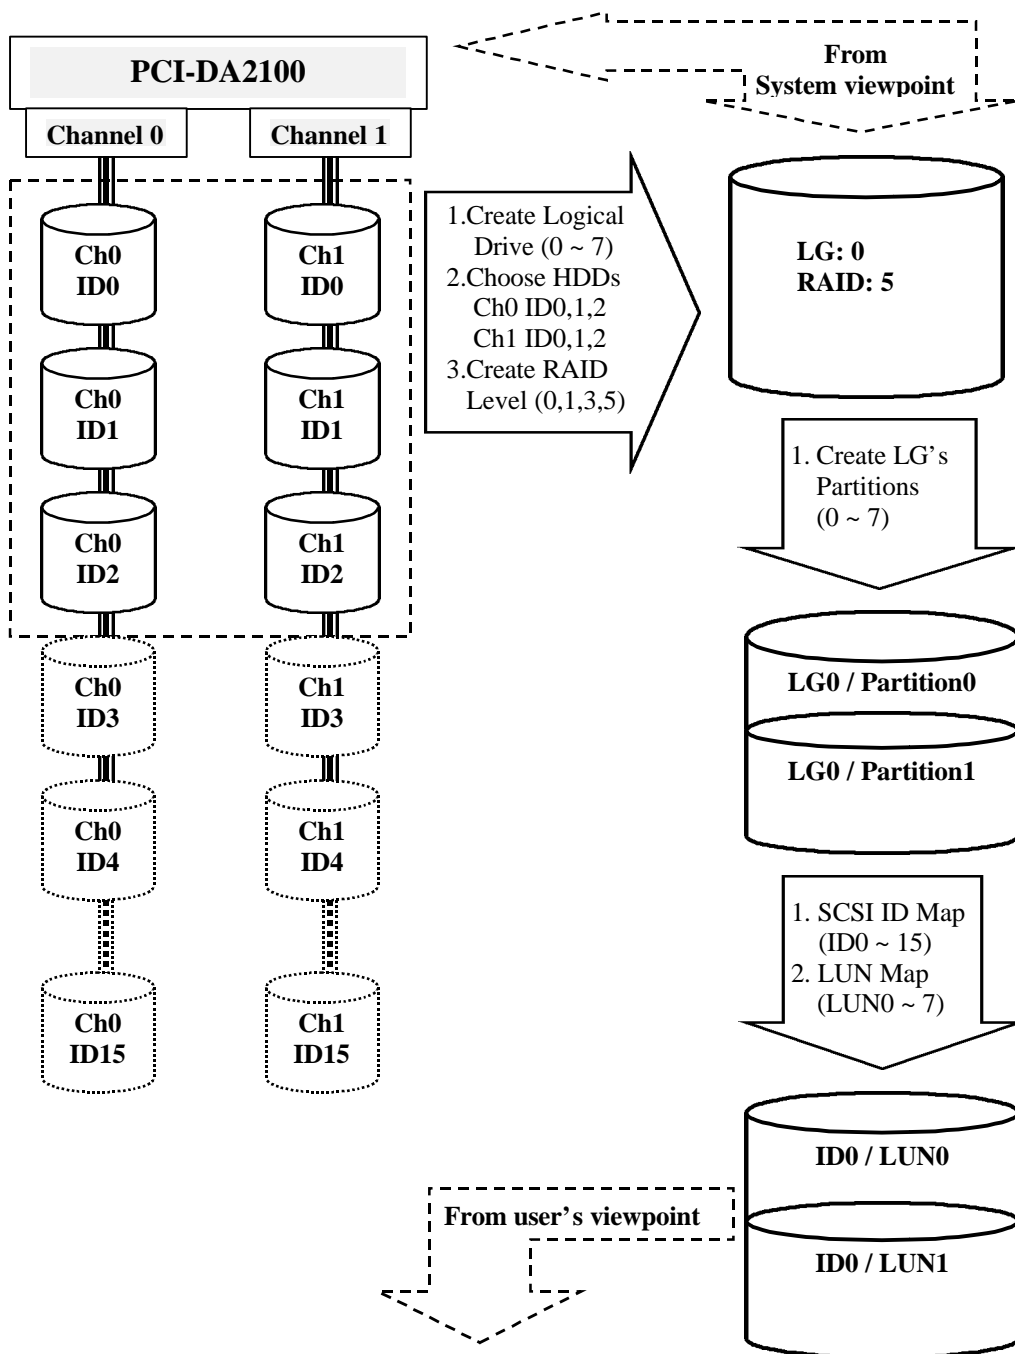 PCI-DA2100
Channel 0
Channel 1
From
System viewpoint
Ch0
ID0
Ch1
ID0
Ch0
ID1
Ch1
ID1
Ch0
ID2
Ch1
ID2
Ch0
ID3
Ch1
ID3
Ch0
ID4
Ch1
ID4
Ch0
ID15
Ch1
ID15
1.Create Logical
Drive (0 ~ 7)
2.Choose HDDs
Ch0 ID0,1,2
Ch1 ID0,1,2
3.Create RAID
Level (0,1,3,5)
LG: 0
RAID: 5
1. Create LG's
Partitions
(0 ~ 7)
LG0 / Partition0
LG0 / Partition1
1. SCSI ID Map
(ID0 ~ 15)
2. LUN Map
(LUN0 ~ 7)
ID0 / LUN0
ID0 / LUN1
From user's viewpoint